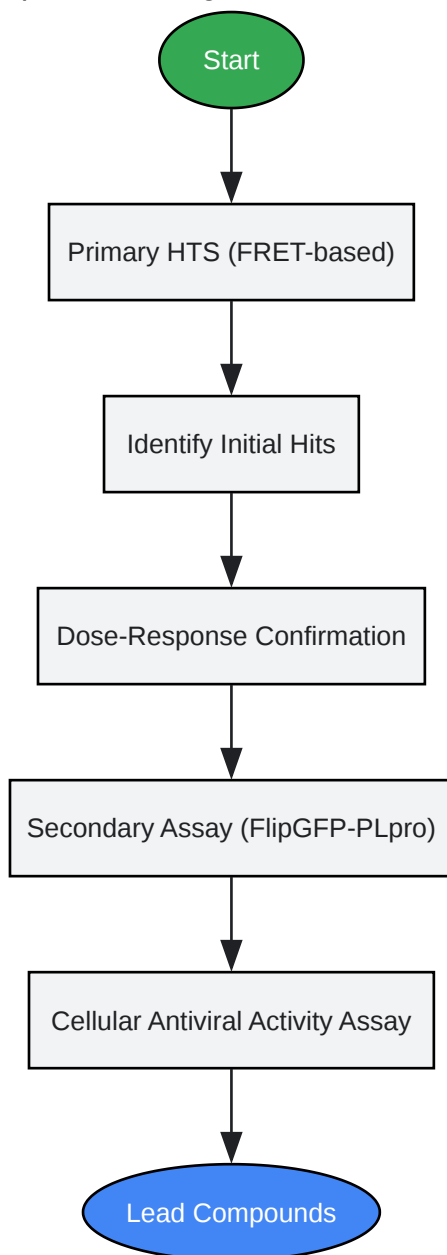 Start
Primary HTS (FRET-based)
Identify Initial Hits
Dose-Response Confirmation
Secondary Assay (FlipGFP-PLpro)
Cellular Antiviral Activity Assay
Lead Compounds